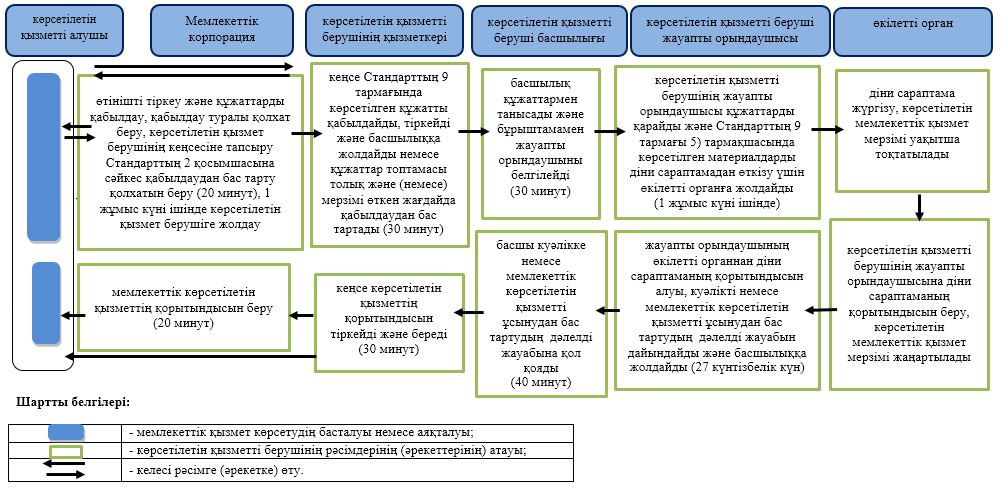 көрсетілетін
қызметті алушы
Мемлекеттік
корпорация
көрсетілетін қызметті
берушінің қызметкері
көрсетілетін қызметті
беруші басшылығы
көрсетілетін қызметті беруші
жауапты орындаушысы
өкілетті орган
өтінішті тіркеу және құжаттарды
қабылдау, қабылдау туралы қолхат
беру, көрсетілетін қызмет
берушінің кеңсесіне тапсыру
Стандарттың 2 қосымшасына
сәйкес қабылдаудан бас тарту
қолхатын беру (20 минут), 1
жұмыс күні ішінде көрсетілетін
қызмет берушіге жолдау
кеңсе Стандарттың 9
тармағында
көрсетілген құжатты
қабылдайды, тіркейді
және басшылыққа
жолдайды немесе
құжаттар топтамасы
толық және (немесе)
мерзімі өткен жағдайда
қабылдаудан бас
тартады (30 минут)
басшылық
құжаттармен
танысады және
бұрыштамамен
жауапты
орындаушыны
белгілейді
(30 минут)
көрсетілетін қызметті
берушінің жауапты
орындаушысы құжаттарды
қарайды және Стандарттың 9
тармағы 5) тармақшасында
көрсетілген материалдарды
діни сараптамадан өткізу үшін
өкілетті органға жолдайды
(1 жұмыс күні ішінде)
діни сараптама
жүргізу, көрсетілетін
мемлекеттік қызмет
мерзімі уақытша
тоқтатылады
мемлекеттік көрсетілетін
қызметтің қорытындысын беру
(20 минут)
кеңсе көрсетілетін
қызметтің
қорытындысын
тіркейді және береді
(30 минут)
басшы куәлікке
немесе
мемлекеттік
көрсетілетін
қызметті
ұсынудан бас
тартудың дәлелді
жауабына қол
қояды
(40 минут)
жауапты орындаушының
өкілетті органнан діни
сараптаманың қорытындысын
алуы, куәлікті немесе
мемлекеттік көрсетілетін
қызметті ұсынудан бас
тартудың дәлелді жауабын
дайындайды және басшылыққа
жолдайды (27 күнтізбелік күн)
көрсетілетін қызметті
берушінің жауапты
орындаушысына діни
сараптаманың
қорытындысын беру,
көрсетілетін
мемлекеттік қызмет
мерзімі жаңартылады
Шартты белгілері:
- мемлекеттік қызмет көрсетудің басталуы немесе аяқталуы;
- көрсетілетін қызметті берушінің рәсімдерінің (әрекеттерінің) атауы;
- келесі рәсімге (әрекетке) өту.